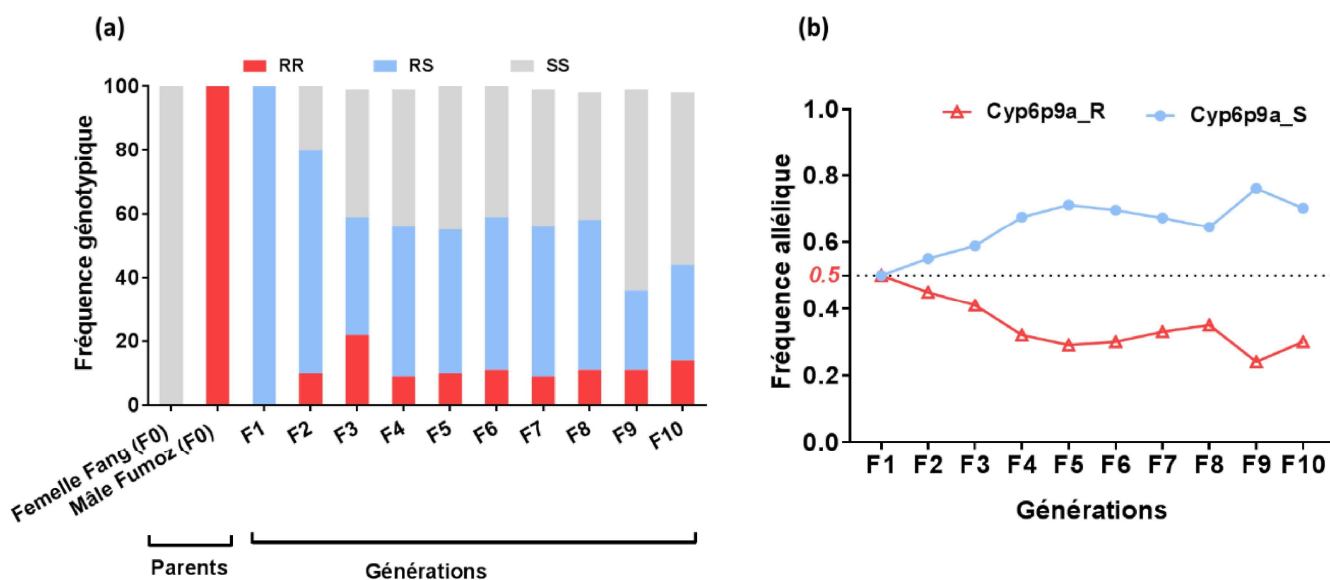 (a)
RR RS SS
Fréquence génotypique
100
80
60
40
20
0
Femelle Fang (F0)
Mâle Fumoz (F0)
F1 F2 F3 F4 F5 F6 F7 F8 F9 F10
Parents
Générations
(b)
Cyp6p9a_R Cyp6p9a_S
Fréquence allélique
1.0
0.8
0.6
0.5
0.4
0.2
0.0
F1 F2 F3 F4 F5 F6 F7 F8 F9 F10
Générations